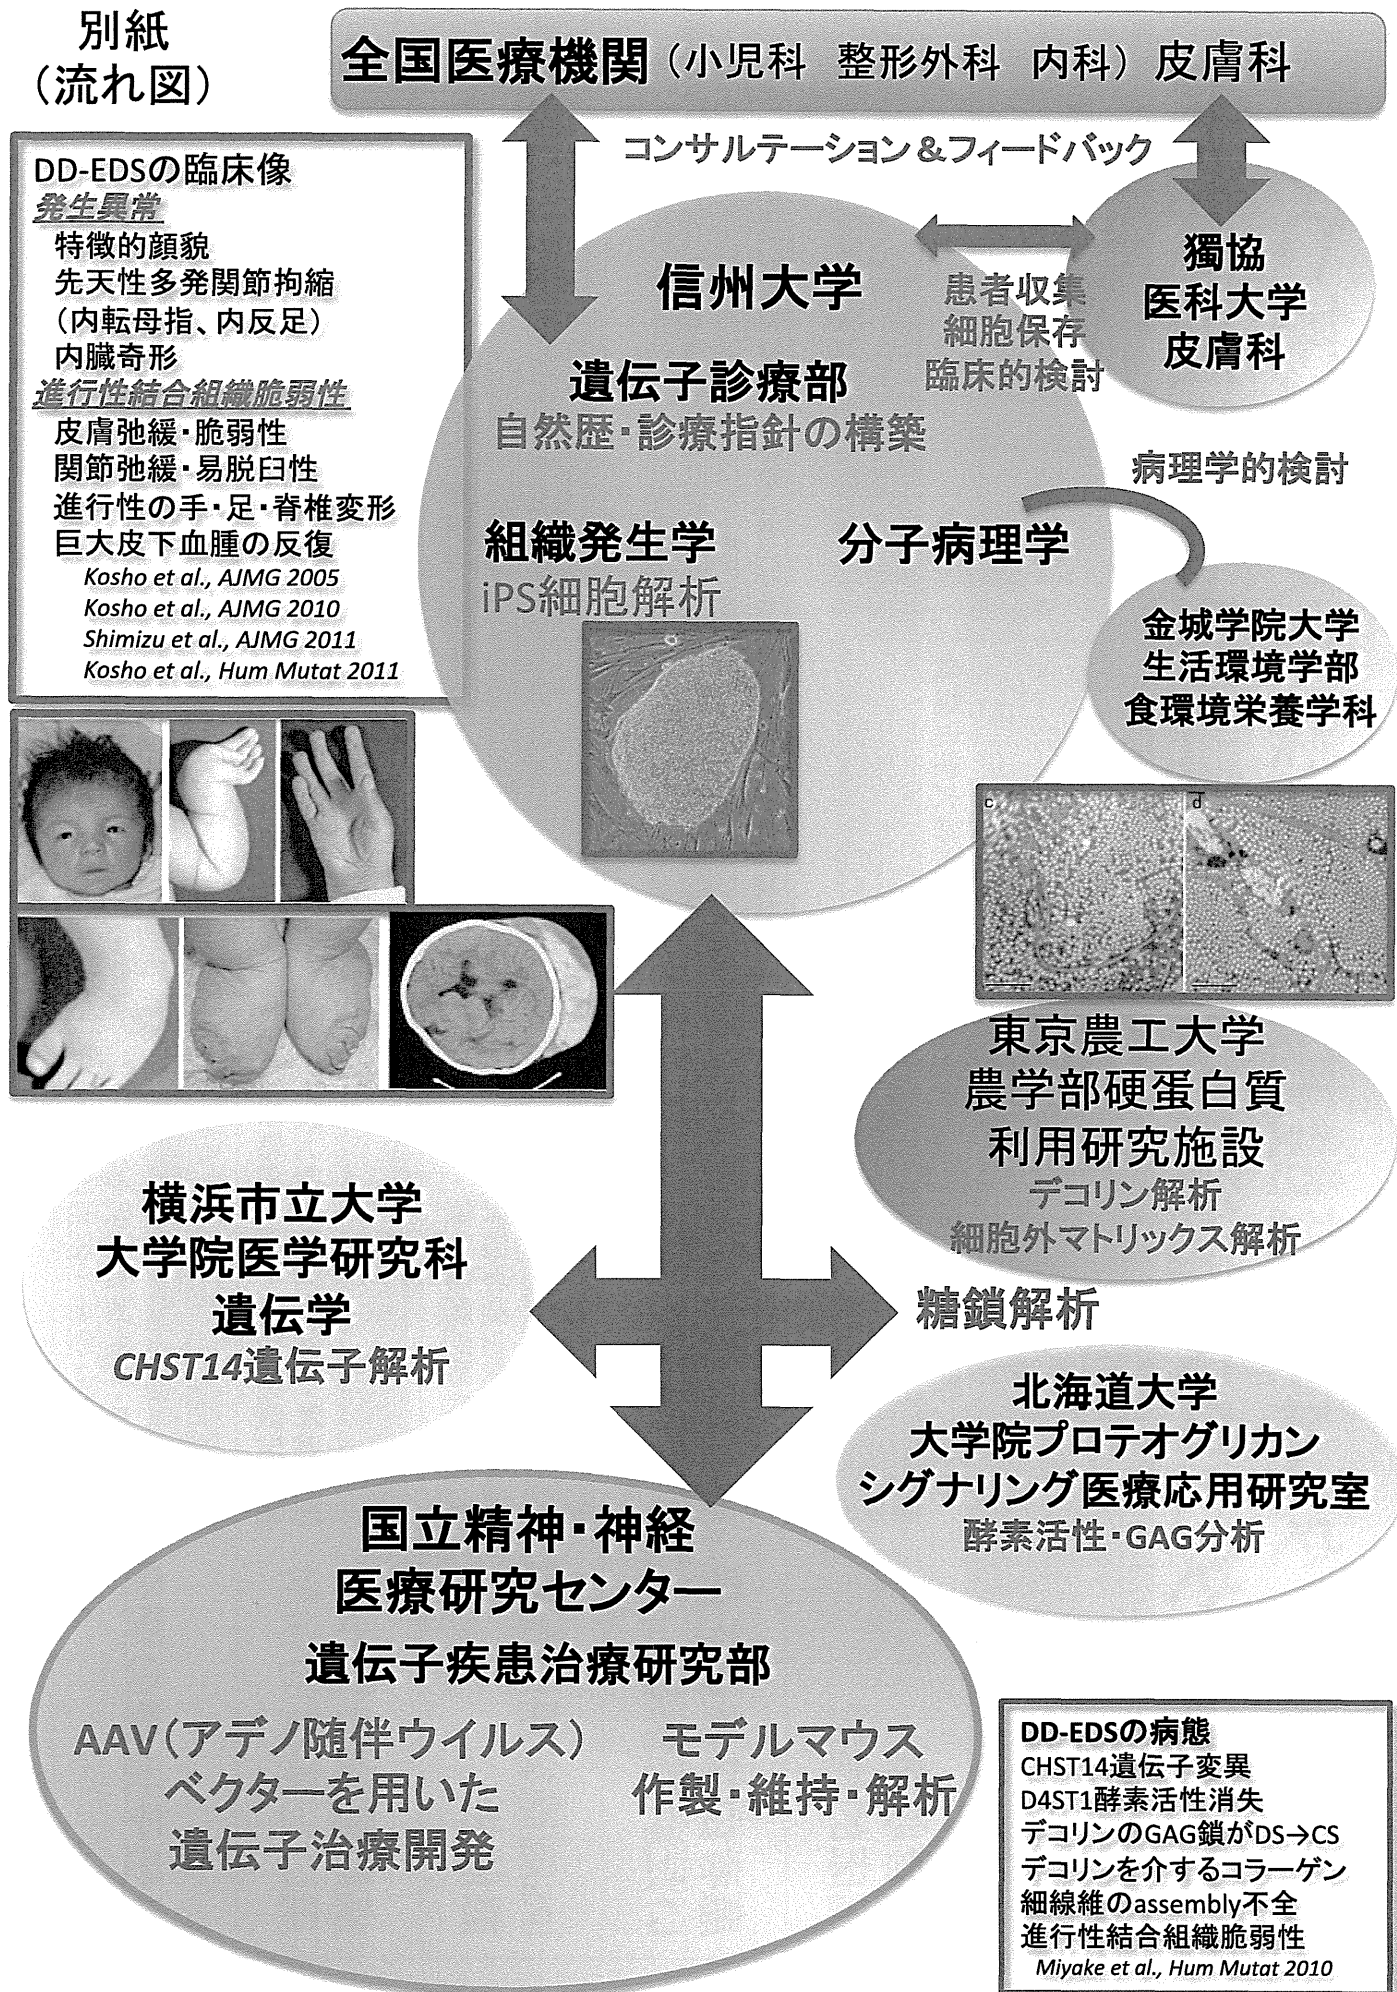 別紙
（流れ図）
全国医療機関（小児科　整形外科　内科）皮膚科
コンサルテーション＆フィードバック
DD-EDSの臨床像
発生異常
特徴的顔貌
先天性多発関節拘縮
（内転母指、内反足）
内臓奇形
進行性結合組織脆弱性
皮膚弛緩・脆弱性
関節弛緩・易脱臼性
進行性の手・足・脊椎変形
巨大皮下血腫の反復
Kosho et al., AJMG 2005
Kosho et al., AJMG 2010
Shimizu et al., AJMG 2011
Kosho et al., Hum Mutat 2011
信州大学
遺伝子診療部
自然歴・診療指針の構築
組織発生学
iPS細胞解析
分子病理学
患者収集
細胞保存
臨床的検討
獨協
医科大学
皮膚科
病理学的検討
金城学院大学
生活環境学部
食環境栄養学科
c
d
東京農工大学
農学部硬蛋白質
利用研究施設
デコリン解析
細胞外マトリックス解析
横浜市立大学
大学院医学研究科
遺伝学
CHST14遺伝子解析
糖鎖解析
北海道大学
大学院プロテオグリカン
シグナリング医療応用研究室
酵素活性・GAG分析
国立精神・神経
医療研究センター
遺伝子疾患治療研究部
AAV（アデノ随伴ウイルス）
ベクターを用いた
遺伝子治療開発
モデルマウス
作製・維持・解析
DD-EDSの病態
CHST14遺伝子変異
D4ST1酵素活性消失
デコリンのGAG鎖がDS→CS
デコリンを介するコラーゲン
細線維のassembly不全
進行性結合組織脆弱性
Miyake et al., Hum Mutat 2010